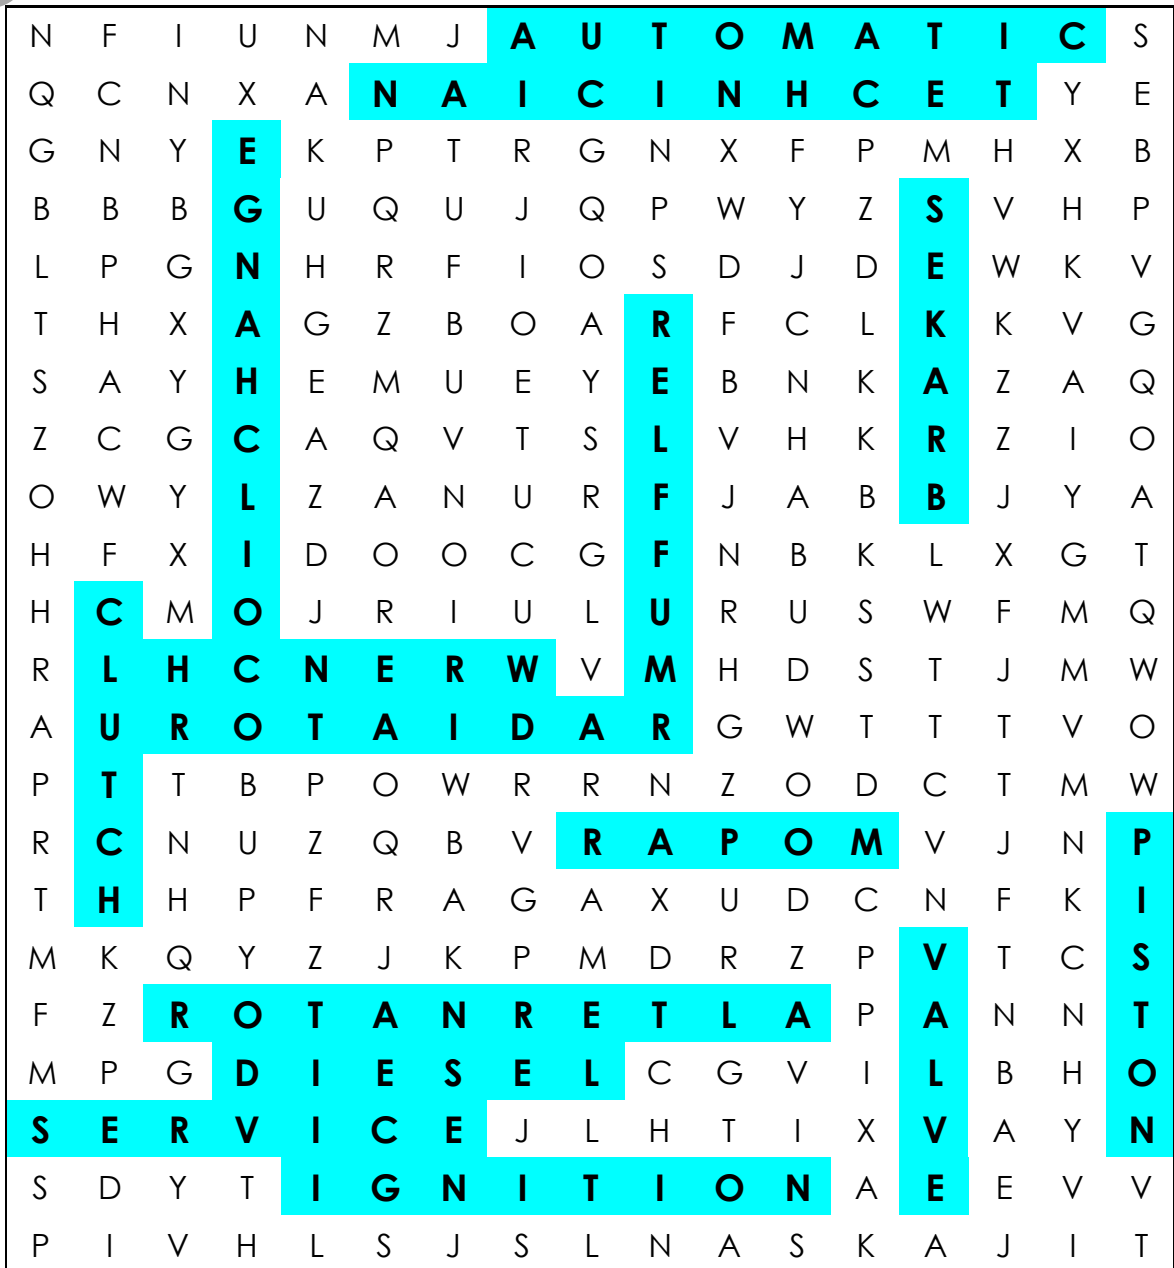 N F I U N M J A U T O M A T I C S
Q C N X A N A I C I N H C E T Y E
G N Y E K P T R G N X F P M H X B
B B B G U Q U J Q P W Y Z S V H P
L P G N H R F I O S D J D E W K V
T H X A G Z B O A R F C L K K V G
S A Y H E M U E Y E B N K A Z A Q
Z C G C A Q V T S L V H K R Z I O
O W Y L Z A N U R F J A B B J Y A
H F X I D O O C G F N B K L X G T
H C M O J R I U L U R U S W F M Q
R L H C N E R W V M H D S T J M W
A U R O T A I D A R G W T T T V O
P T T B P O W R R N Z O D C T M W
R C N U Z Q B V R A P O M V J N P
T H H P F R A G A X U D C N F K I
M K Q Y Z J K P M D R Z P V T C S
F Z R O T A N R E T L A P A N N T
M P G D I E S E L C G V I L B H O
S E R V I C E J L H T I X V A Y N
S D Y T I G N I T I O N A E E V V
P I V H L S J S L N A S K A J I T